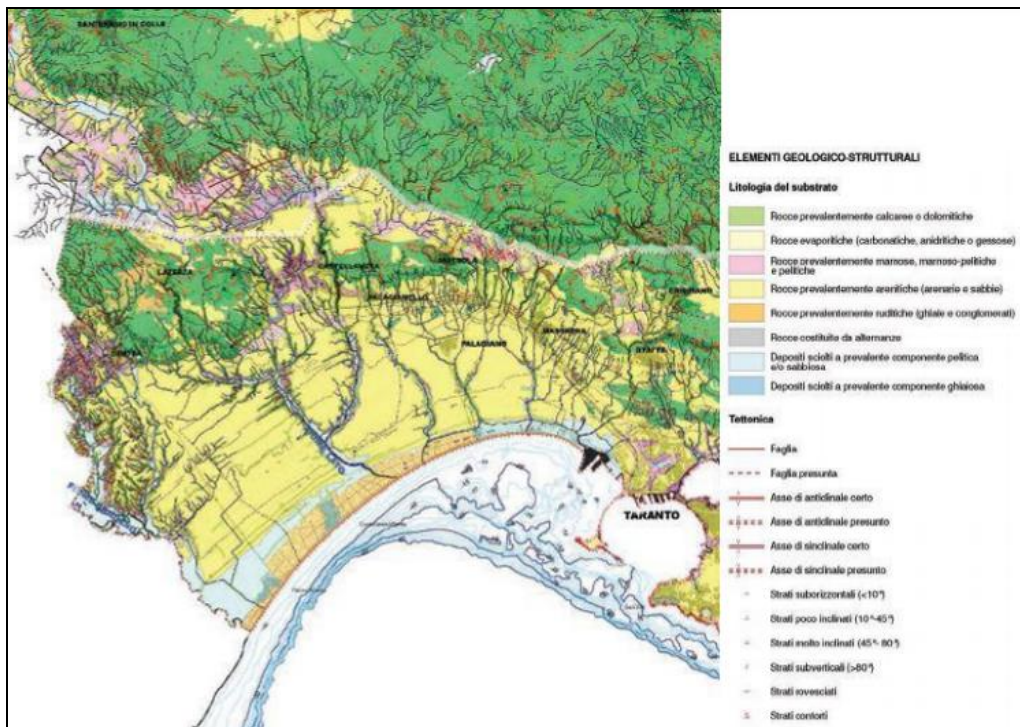 SANTERAMO IN COLLE
LATERZA
CASTELLANETA
MOTTOLA
PALAGIANELLO
CRISPIANO
MASSAFRA
GINOSA
PALAGIANO
STATTE
TARANTO
ELEMENTI GEOLOGICO-STRUTTURALI
Litologia del substrato
Rocce prevalentemente calcaree o dolomitiche
Rocce evaporitiche (carbonatiche, anidritiche o gessose)
Rocce prevalentemente marnose, marnoso-pelitiche
e pelitiche
Rocce prevalentemente arenitiche (arenarie e sabbie)
Rocce prevalentemente ruditiche (ghiaie e conglomerati)
Rocce costituite da alternanze
Depositi sciolti a prevalente componente pelitica
e/o sabbiosa
Depositi sciolti a prevalente componente ghiaiosa
Tettonica
Faglia
Faglia presunta
Asse di anticlinale certo
Asse di anticlinale presunto
Asse di sinclinale certo
Asse di sinclinale presunto
Strati suborizzontali (<10°)
Strati poco inclinati (10°-45°)
Strati molto inclinati (45°- 80°)
Strati subverticali (>80°)
Strati rovesciati
Strati contorti